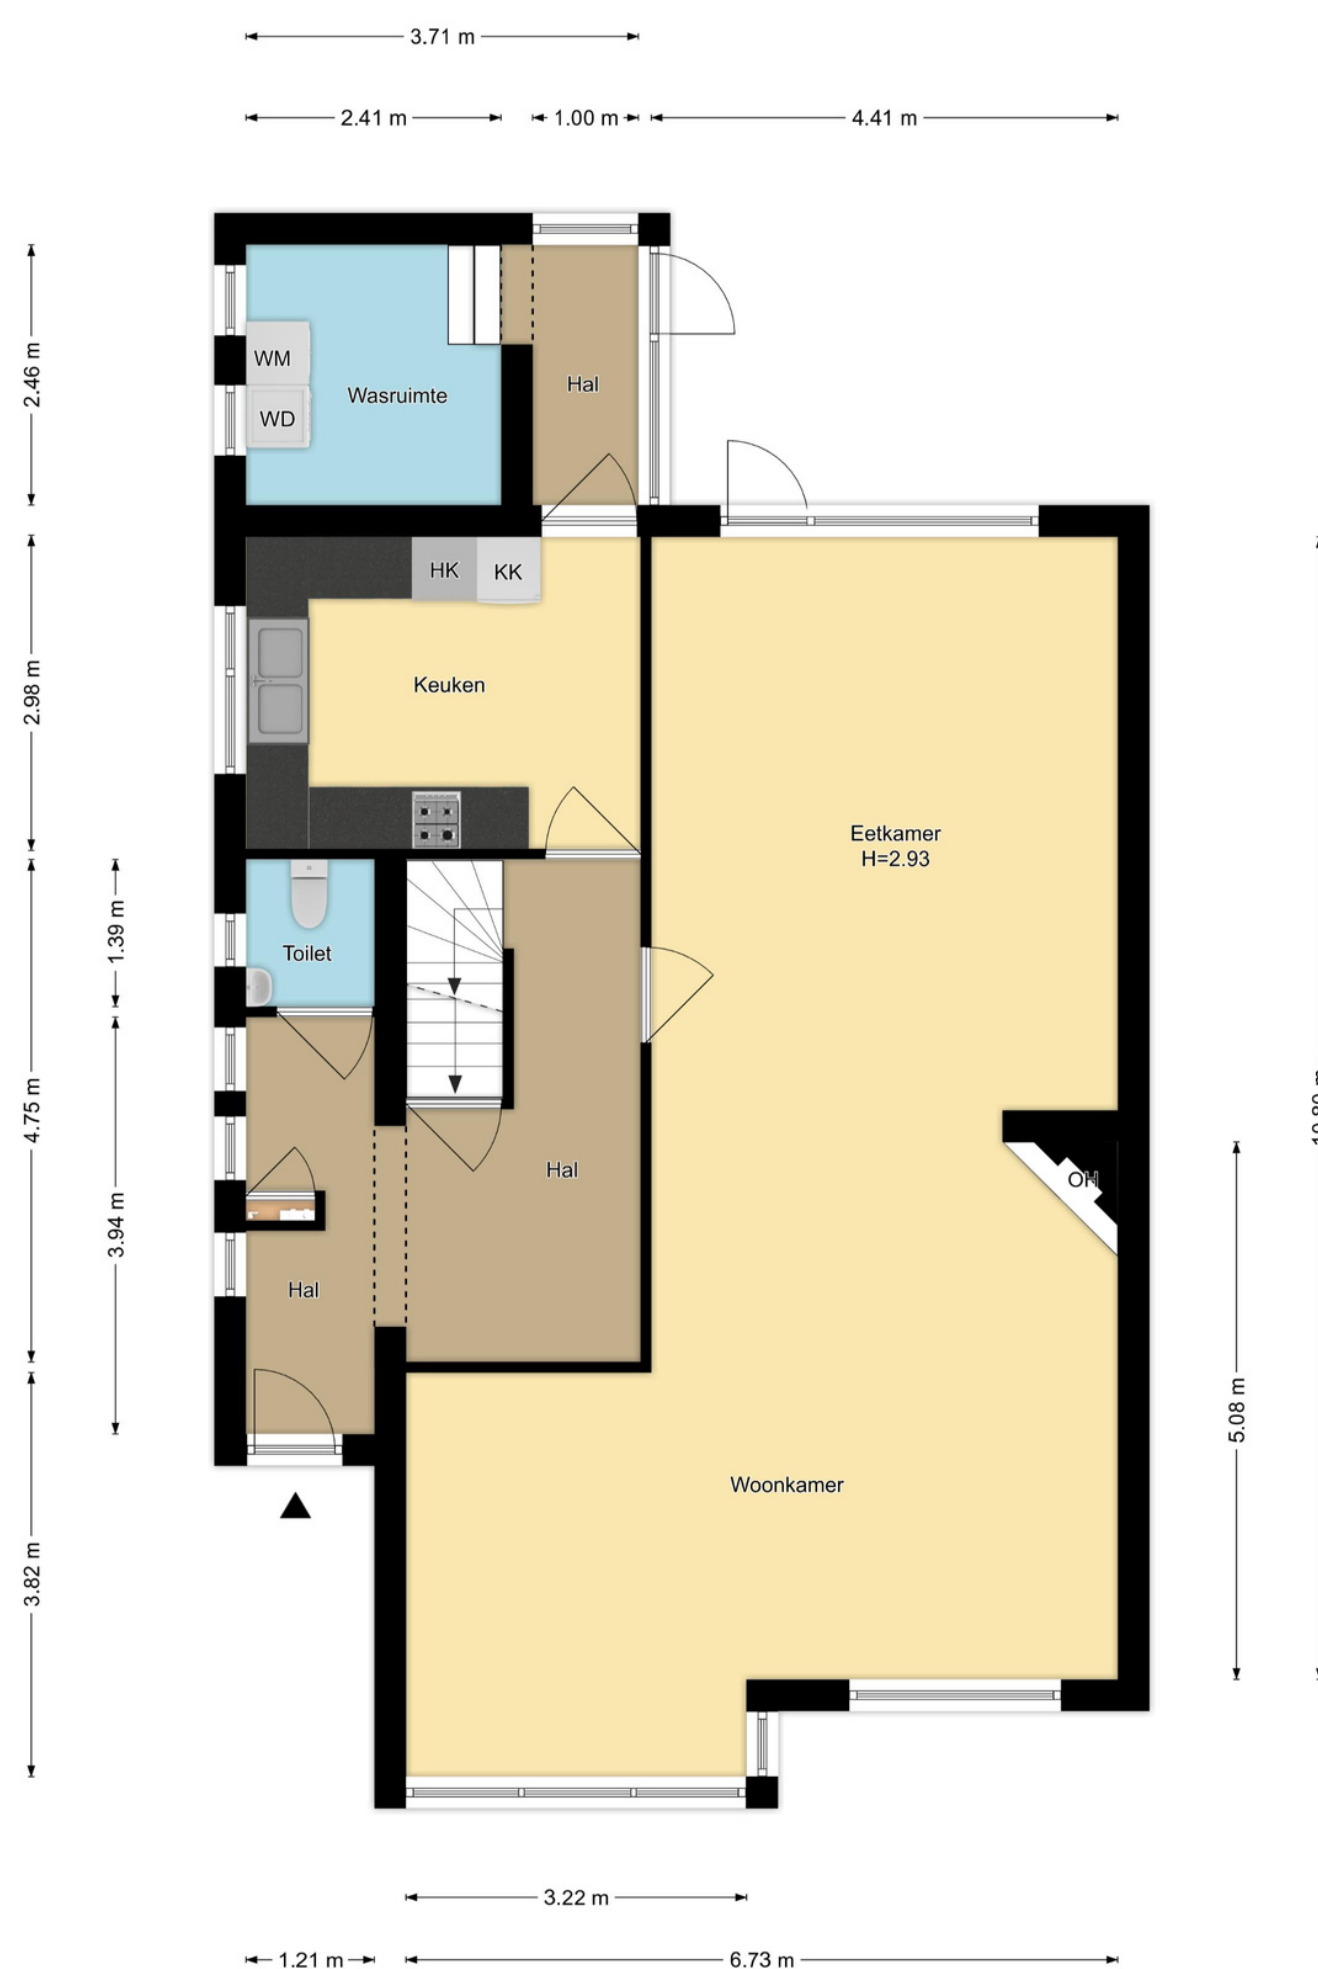 3.71 m
2.41 m
1.00 m
4.41 m
2.46 m
WM
WD
Wasruimte
Hal
2.98 m
HK
KK
Keuken
Eetkamer
H=2.93
1.39 m
Toilet
4.75 m
3.94 m
Hal
OH
Hal
5.08 m
Woonkamer
3.82 m
3.22 m
1.21 m
6.73 m